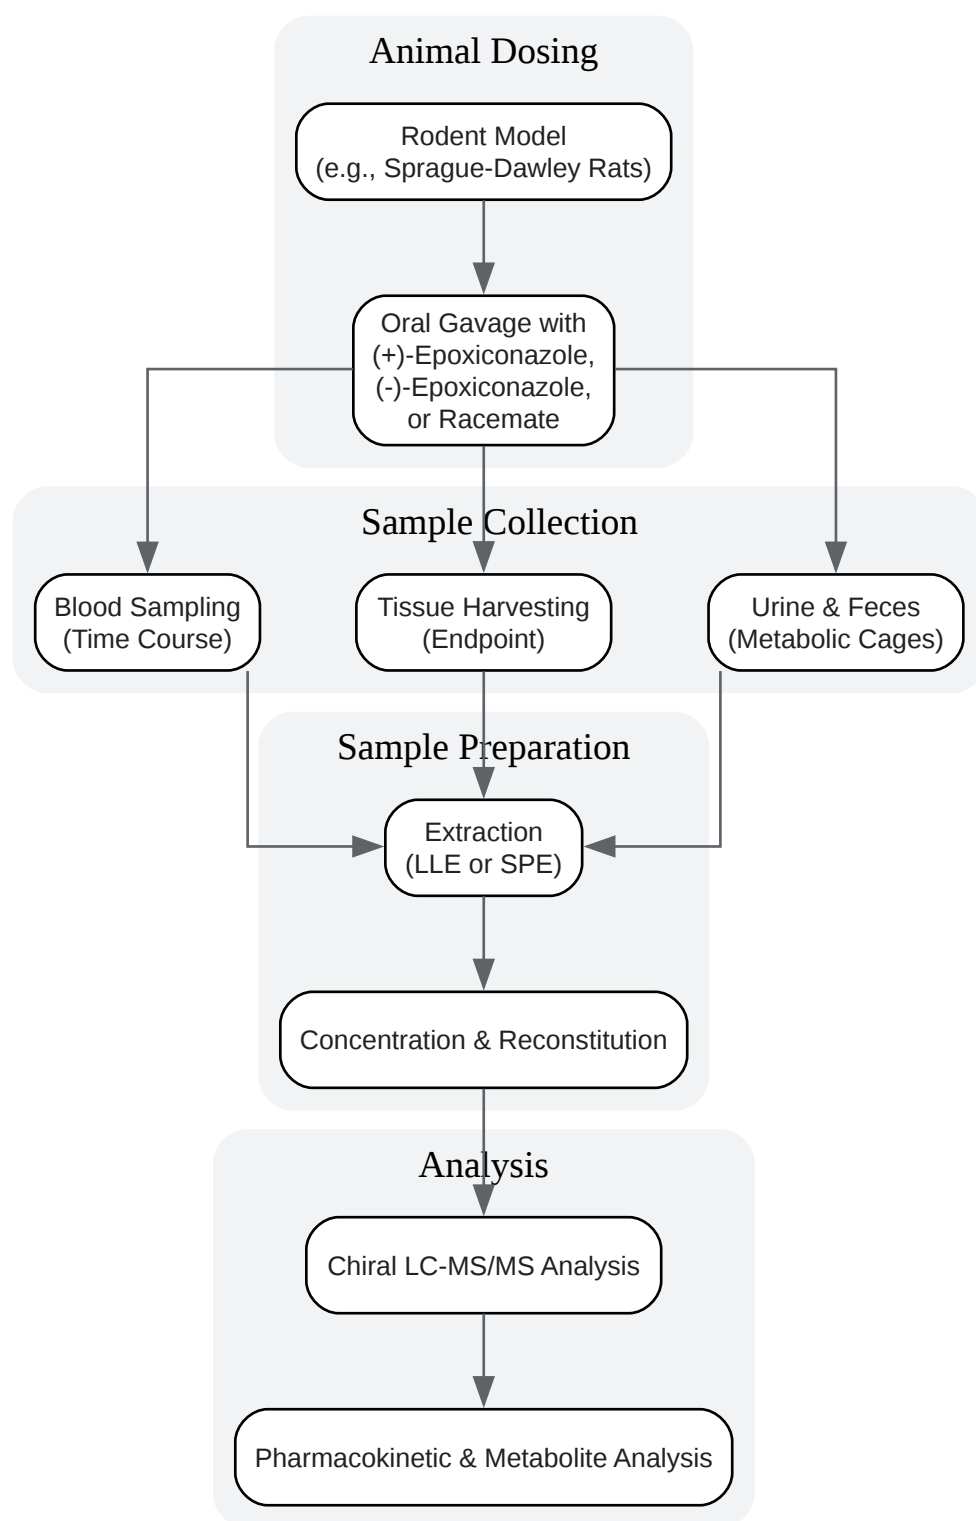 Animal Dosing
Rodent Model
(e.g., Sprague-Dawley Rats)
Oral Gavage with
(+)-Epoxiconazole,
(-)-Epoxiconazole,
or Racemate
Sample Collection
Blood Sampling
(Time Course)
Tissue Harvesting
(Endpoint)
Urine & Feces
(Metabolic Cages)
Sample Preparation
Extraction
(LLE or SPE)
Concentration & Reconstitution
Analysis
Chiral LC-MS/MS Analysis
Pharmacokinetic & Metabolite Analysis